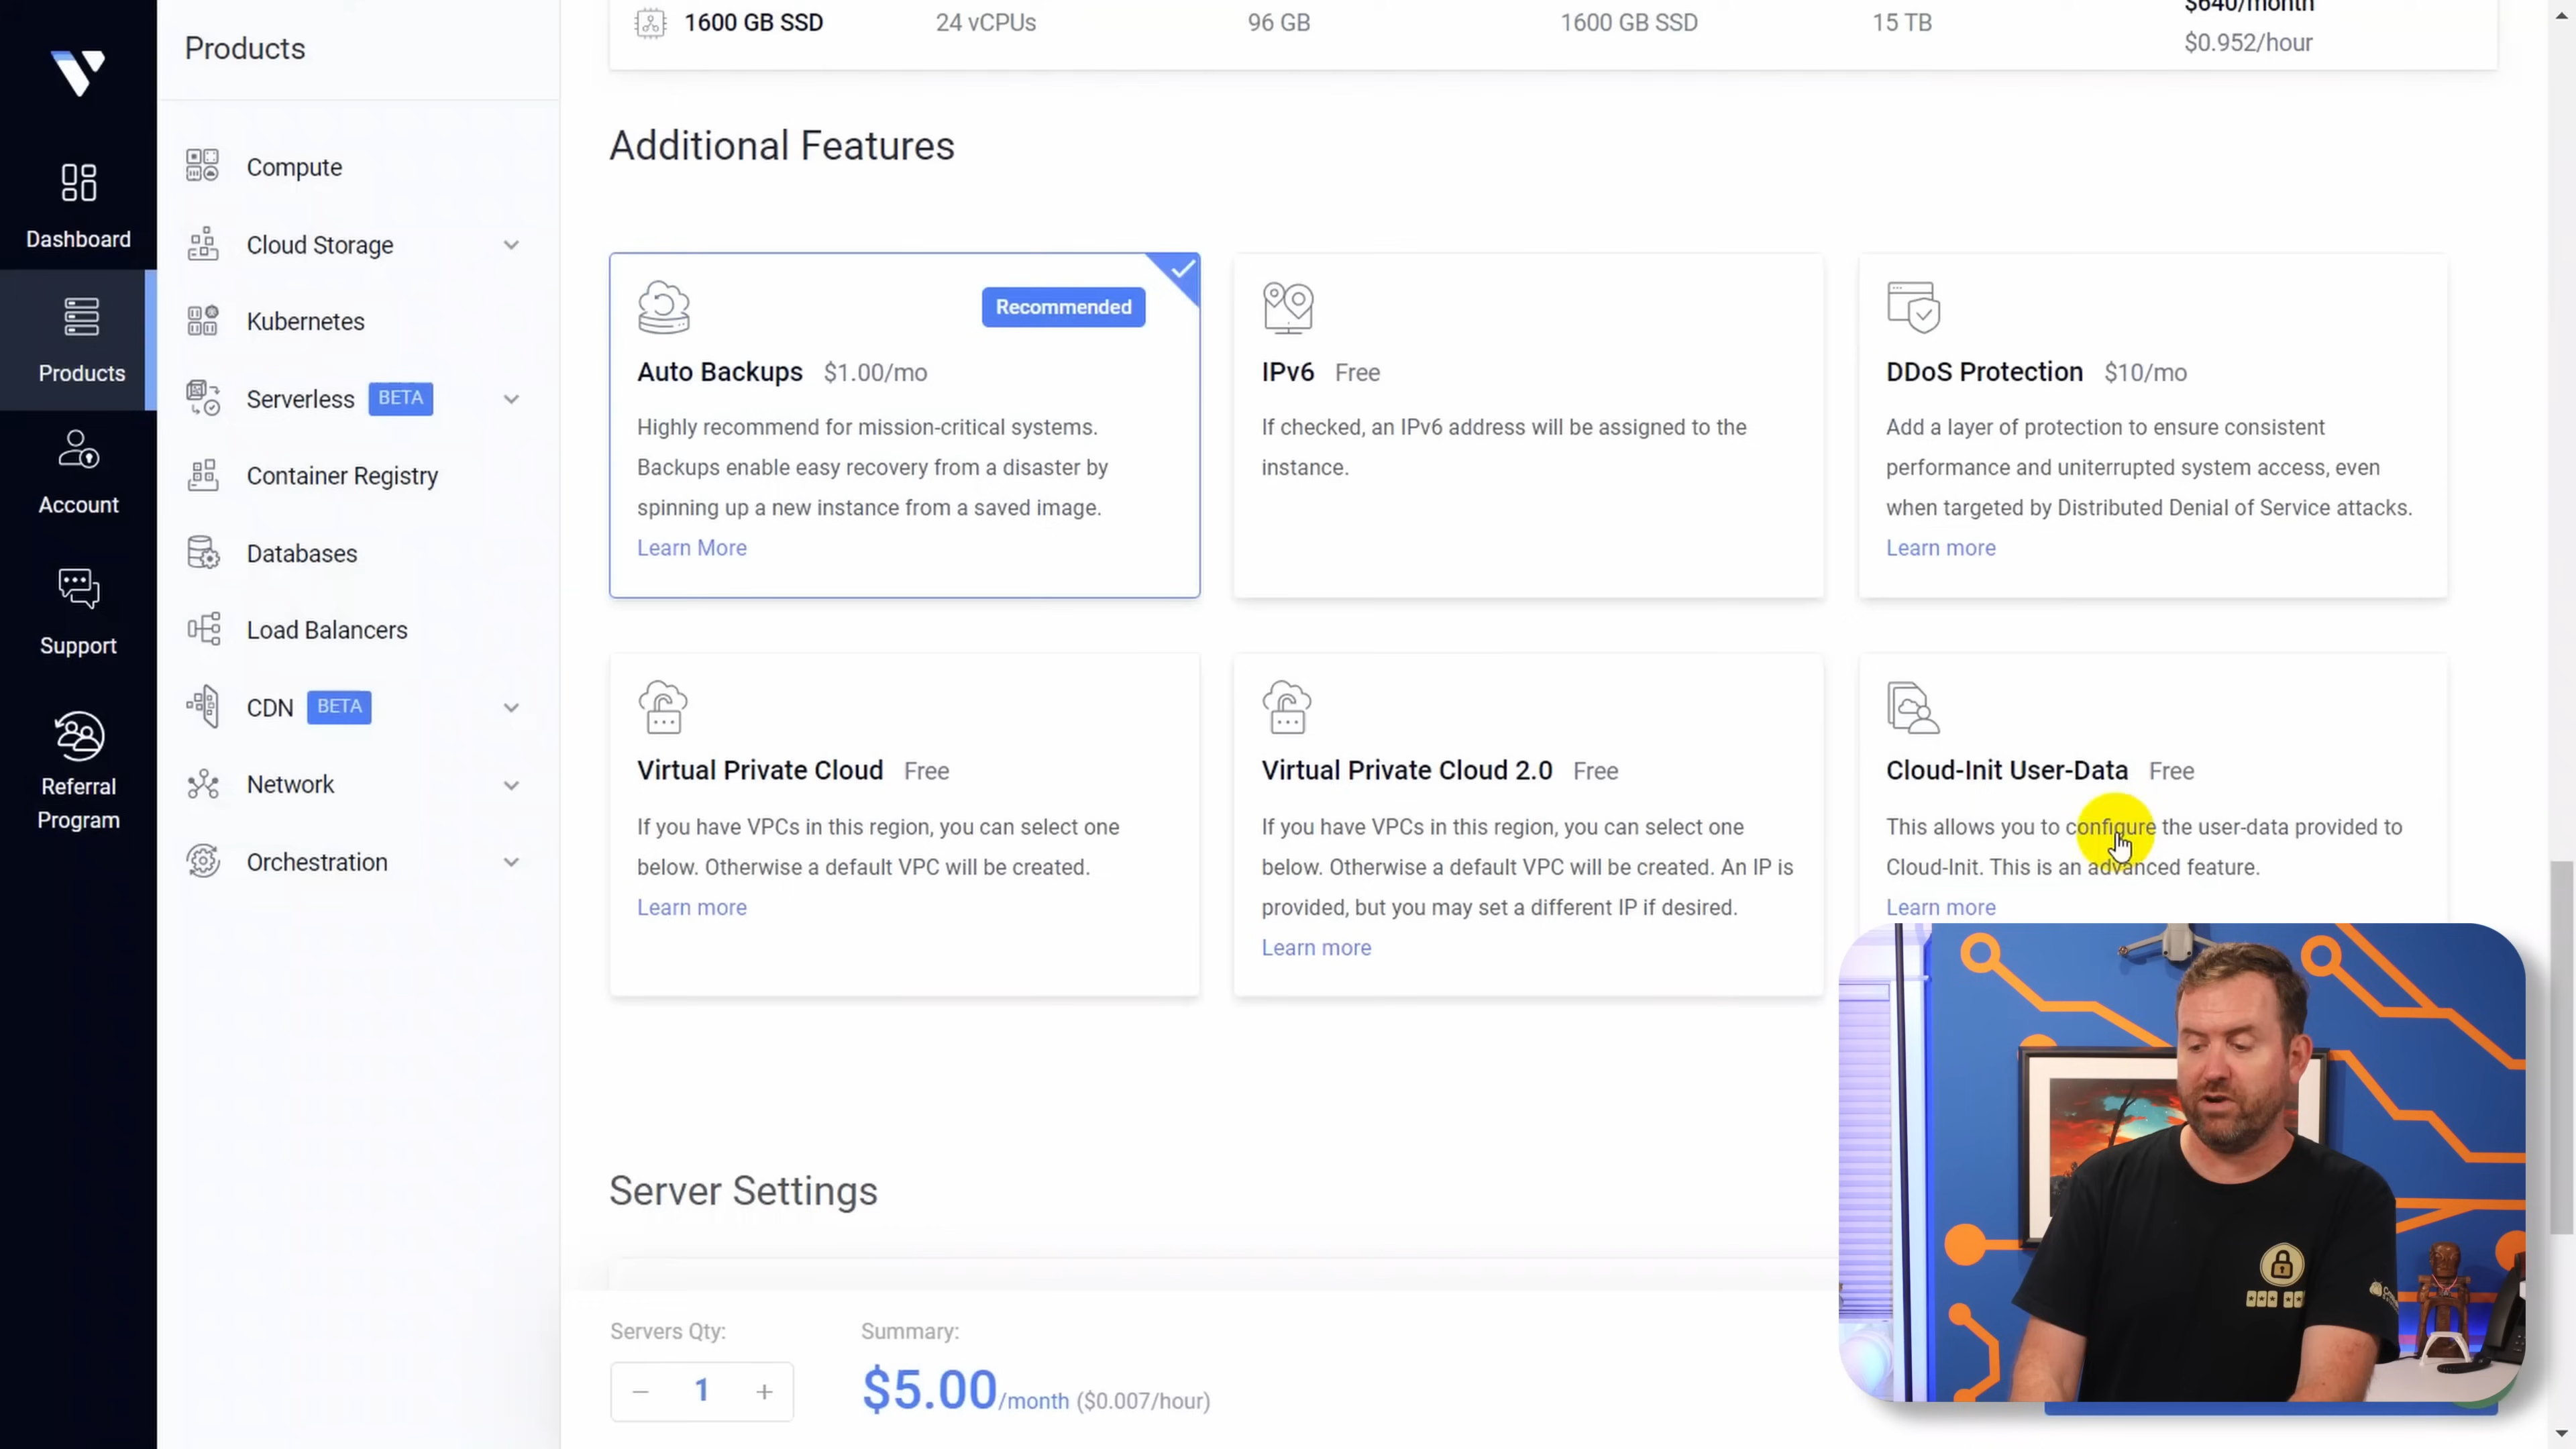 Dashboard
Products
Account
Support
Referral
Program
Products
Compute
Cloud Storage
Kubernetes
Serverless BETA
Container Registry
Databases
Load Balancers
CDN BETA
Network
Orchestration
1600 GB SSD 24 vCPUs 96 GB 1600 GB SSD 15 TB $640/month
$0.952/hour
Additional Features
Recommended
Auto Backups $1.00/mo
Highly recommend for mission-critical systems.
Backups enable easy recovery from a disaster by
spinning up a new instance from a saved image.
Learn More
IPv6 Free
If checked, an IPv6 address will be assigned to the
instance.
DDoS Protection $10/mo
Add a layer of protection to ensure consistent
performance and uniterrupted system access, even
when targeted by Distributed Denial of Service attacks.
Learn more
Virtual Private Cloud Free
If you have VPCs in this region, you can select one
below. Otherwise a default VPC will be created.
Learn more
Virtual Private Cloud 2.0 Free
If you have VPCs in this region, you can select one
below. Otherwise a default VPC will be created. An IP is
provided, but you may set a different IP if desired.
Learn more
Cloud-Init User-Data Free
This allows you to configure the user-data provided to
Cloud-Init. This is an advanced feature.
Learn more
Server Settings
Servers Qty:
1
Summary:
$5.00/month ($0.007/hour)